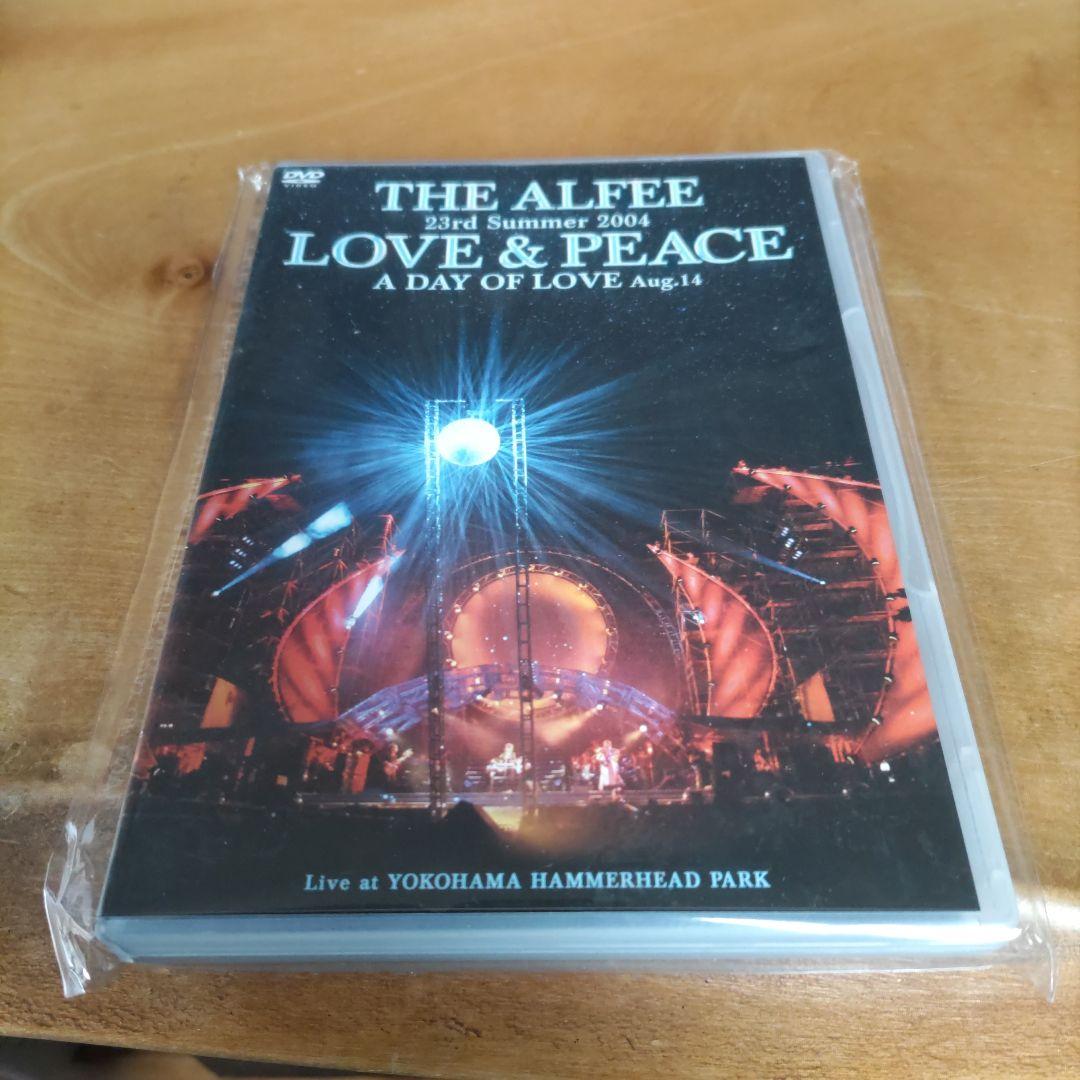 DVD
VIDEO
THE ALFEE
23rd Summer 2004
LOVE & PEACE
A DAY OF LOVE Aug.14
Live at YOKOHAMA HAMMERHEAD PARK